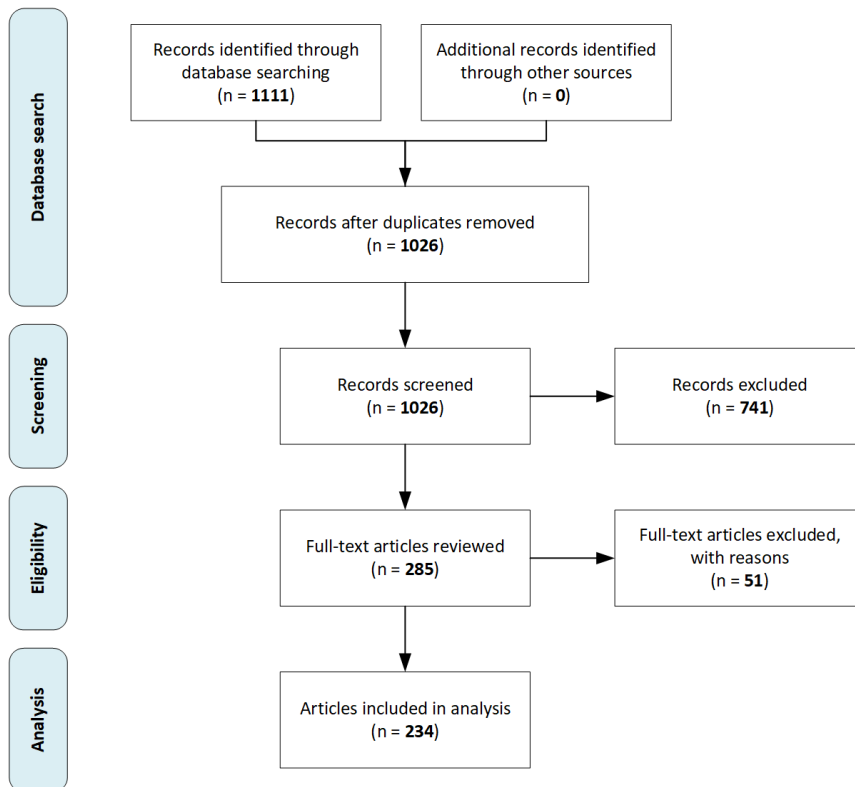 Database search
Records identified through
database searching
(n = 1111)
Additional records identified
through other sources
(n = 0)
Records after duplicates removed
(n = 1026)
Screening
Records screened
(n = 1026)
Records excluded
(n = 741)
Eligibility
Full-text articles reviewed
(n = 285)
Full-text articles excluded,
with reasons
(n = 51)
Analysis
Articles included in analysis
(n = 234)